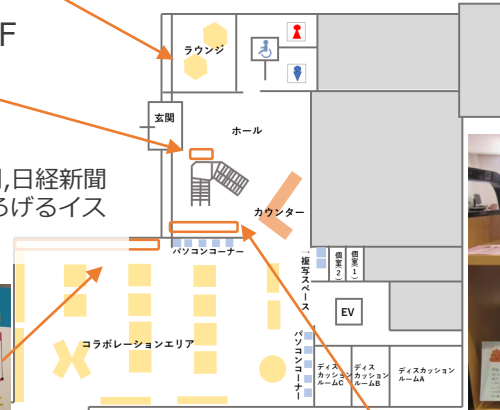 F
ラウンジ
玄関
ホール
,日経新聞
ろげるイス
カウンター
パソコンコーナー
→複写スペース
個室2）
個室1）
EV
コラボレーションエリア
パソコンコーナー
ディス
カッション
ルームC
ディス
カッション
ルームB
ディスカッション
ルームA